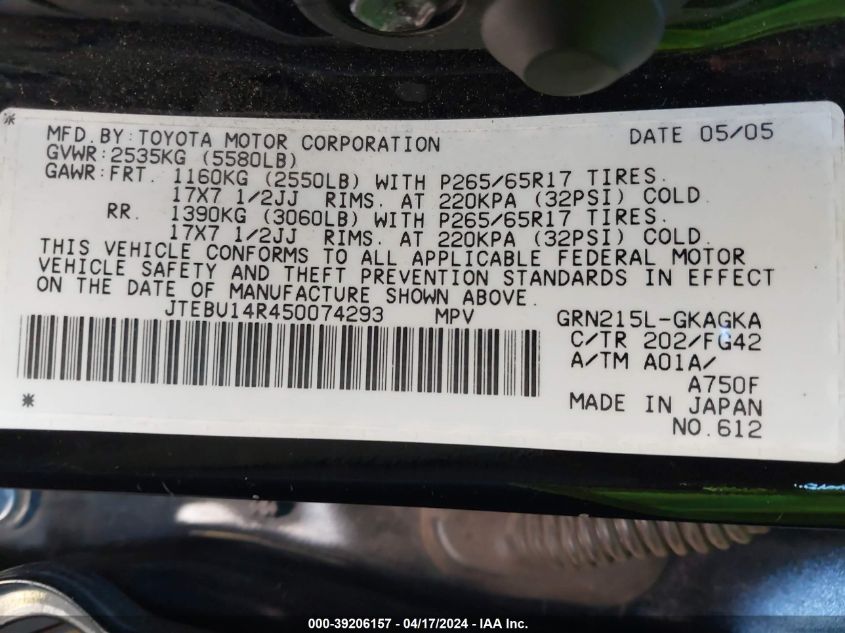 MFD.BY:TOYOTA MOTOR CORPORATION DATE 05/05
GVWR:2535KG (5580LB)
GAWR:FRT. 1160KG (2550LB) WITH P265/65R17 TIRES.
17X7 1/2JJ RIMS. AT 220KPA (32PSI) COLD.
RR. 1390KG (3060LB) WITH P265/65R17 TIRES.
17X7 1/2JJ RIMS. AT 220KPA (32PSI) COLD.
THIS VEHICLE CONFORMS TO ALL APPLICABLE FEDERAL MOTOR
VEHICLE SAFETY AND THEFT PREVENTION STANDARDS IN EFFECT
ON THE DATE OF MANUFACTURE SHOWN ABOVE.
JTEBU14R450074293 MPV GRN215L-GKAGKA
C/TR 202/FG42
A/TM A01A/
A750F
MADE IN JAPAN
NO.612
000-39206157 - 04/17/2024 - IAA Inc.